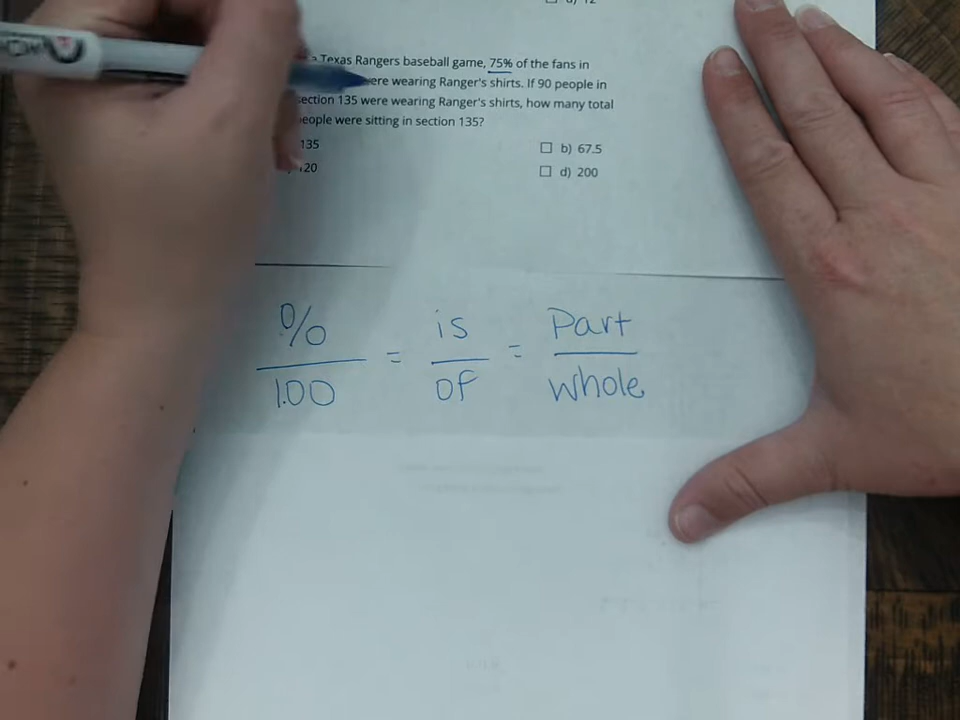 d) 12
a Texas Rangers baseball game, 75% of the fans in
were wearing Ranger's shirts. If 90 people in
section 135 were wearing Ranger's shirts, how many total
people were sitting in section 135?
135
b) 67.5
120
d) 200
% / 100 = is / of = Part / whole